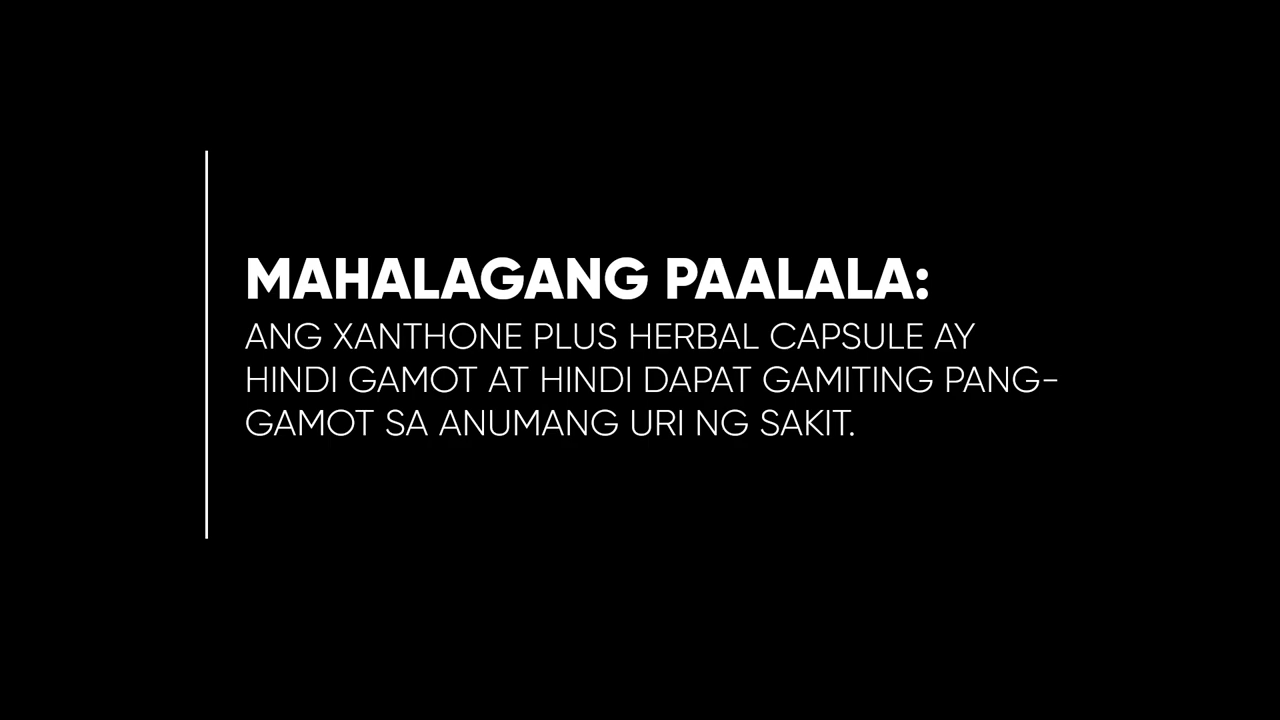 MAHALAGANG PAALALA:
ANG XANTHONE PLUS HERBAL CAPSULE AY
HINDI GAMOT AT HINDI DAPAT GAMITING PANG-
GAMOT SA ANUMANG URI NG SAKIT.